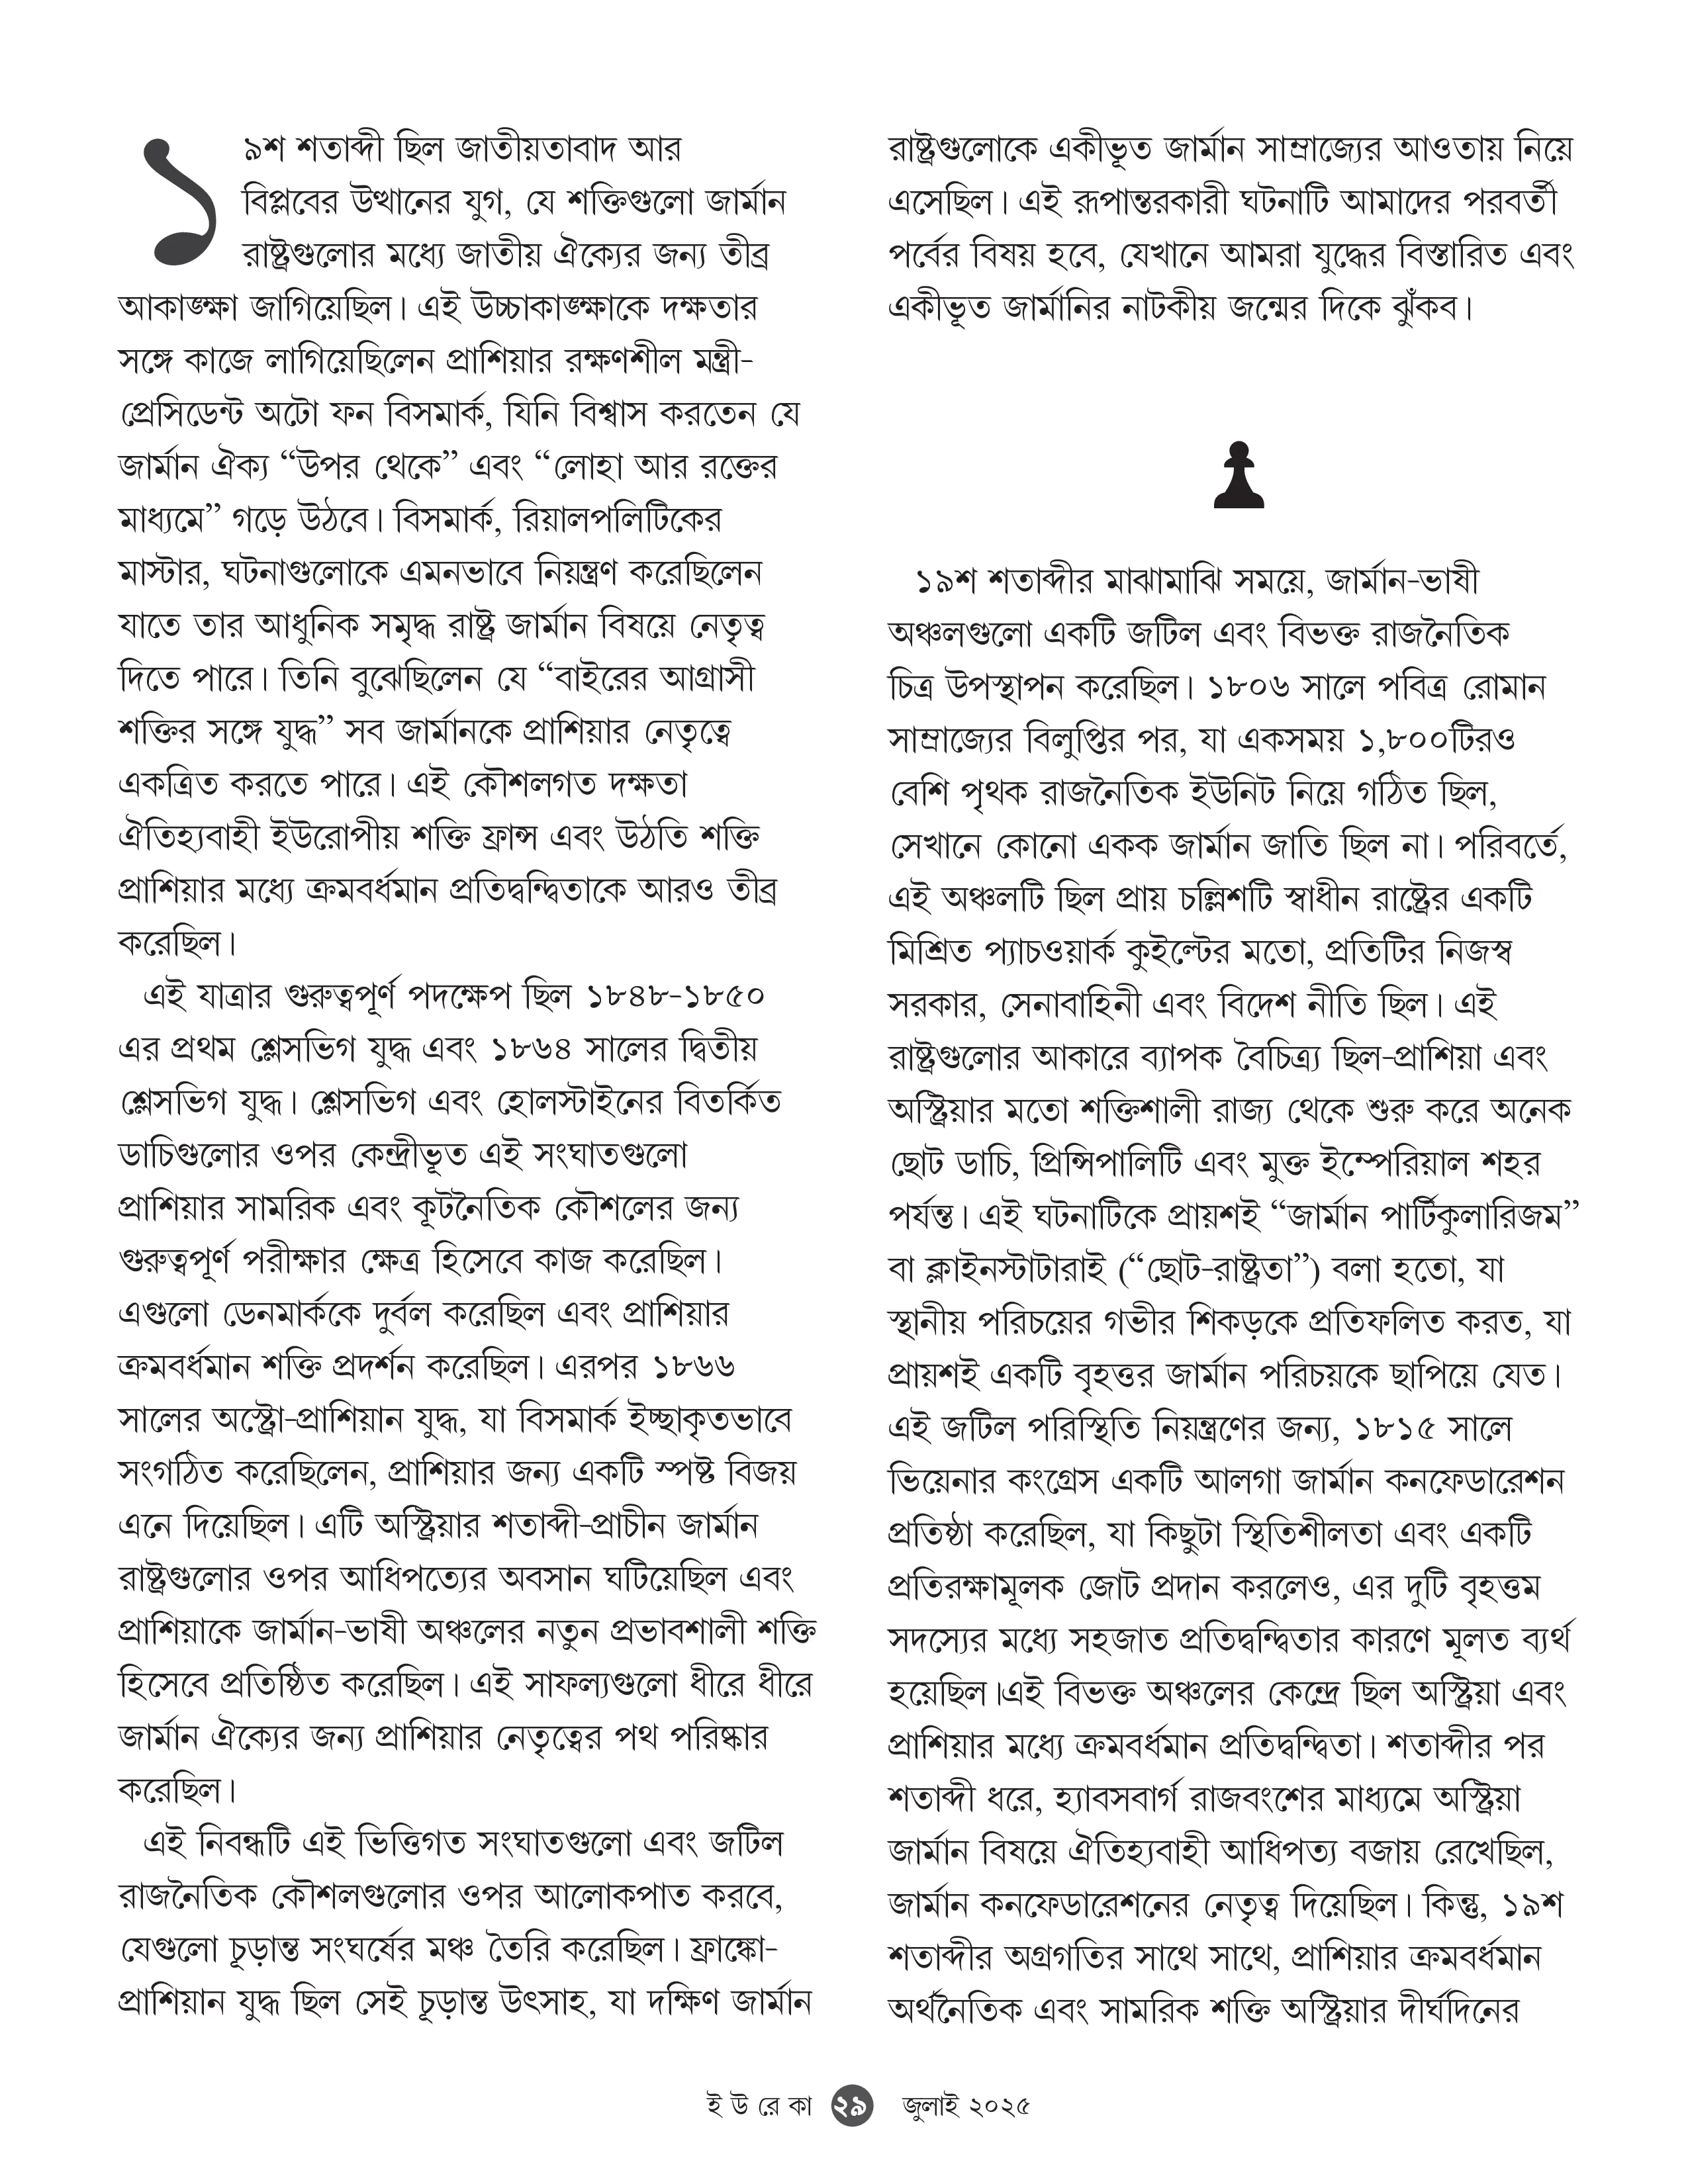 ১৯শ শতাব্দী ছিল জাতীয়তাবাদ আর
বিপ্লবের উত্থানের যুগ, যে শক্তিগুলো জার্মান
রাষ্ট্রগুলোর মধ্যে জাতীয় ঐক্যের জন্য তীব্র
আকাঙ্ক্ষা জাগিয়েছিল। এই উচ্চাকাঙ্ক্ষাকে দক্ষতার
সঙ্গে কাজে লাগিয়েছিলেন প্রাশিয়ার রক্ষণশীল মন্ত্রী-
প্রেসিডেন্ট অটো ফন বিসমার্ক, যিনি বিশ্বাস করতেন যে
জার্মান ঐক্য “উপর থেকে” এবং “লোহা আর রক্তের
মাধ্যমে” গড়ে উঠবে। বিসমার্ক, রিয়ালপলিটিকের
মাস্টার, ঘটনাগুলোকে এমনভাবে নিয়ন্ত্রণ করেছিলেন
যাতে তার আধুনিক সমৃদ্ধ রাষ্ট্র জার্মান বিষয়ে নেতৃত্ব
দিতে পারে। তিনি বুঝেছিলেন যে “বাইরের আগ্রাসী
শক্তির সঙ্গে যুদ্ধ” সব জার্মানকে প্রাশিয়ার নেতৃত্বে
একত্রিত করতে পারে। এই কৌশলগত দক্ষতা
ঐতিহ্যবাহী ইউরোপীয় শক্তি ফ্রান্স এবং উঠতি শক্তি
প্রাশিয়ার মধ্যে ক্রমবর্ধমান প্রতিদ্বন্দ্বিতাকে আরও তীব্র
করেছিল।
এই যাত্রার গুরুত্বপূর্ণ পদক্ষেপ ছিল ১৮৪৮-১৮৫০
এর প্রথম শ্লেসভিগ যুদ্ধ এবং ১৮৬৪ সালের দ্বিতীয়
শ্লেসভিগ যুদ্ধ। শ্লেসভিগ এবং হোলস্টাইনের বিতর্কিত
ডাচিগুলোর ওপর কেন্দ্রীভূত এই সংঘাতগুলো
প্রাশিয়ার সামরিক এবং কূটনৈতিক কৌশলের জন্য
গুরুত্বপূর্ণ পরীক্ষার ক্ষেত্র হিসেবে কাজ করেছিল।
এগুলো ডেনমার্ককে দুর্বল করেছিল এবং প্রাশিয়ার
ক্রমবর্ধমান শক্তি প্রদর্শন করেছিল। এরপর ১৮৬৬
সালের অস্ট্রো-প্রাশিয়ান যুদ্ধ, যা বিসমার্ক ইচ্ছাকৃতভাবে
সংগঠিত করেছিলেন, প্রাশিয়ার জন্য একটি স্পষ্ট বিজয়
এনে দিয়েছিল। এটি অস্ট্রিয়ার শতাব্দী-প্রাচীন জার্মান
রাষ্ট্রগুলোর ওপর আধিপত্যের অবসান ঘটিয়েছিল এবং
প্রাশিয়াকে জার্মান-ভাষী অঞ্চলের নতুন প্রভাবশালী শক্তি
হিসেবে প্রতিষ্ঠিত করেছিল। এই সাফল্যগুলো ধীরে ধীরে
জার্মান ঐক্যের জন্য প্রাশিয়ার নেতৃত্বের পথ পরিষ্কার
করেছিল।
এই নিবন্ধটি এই ভিত্তিগত সংঘাতগুলো এবং জটিল
রাজনৈতিক কৌশলগুলোর ওপর আলোকপাত করবে,
যেগুলো চূড়ান্ত সংঘর্ষের মঞ্চ তৈরি করেছিল। ফ্রাঙ্কো-
প্রাশিয়ান যুদ্ধ ছিল সেই চূড়ান্ত উৎসাহ, যা দক্ষিণ জার্মান
রাষ্ট্রগুলোকে একীভূত জার্মান সাম্রাজ্যের আওতায় নিয়ে
এসেছিল। এই রূপান্তরকারী ঘটনাটি আমাদের পরবর্তী
পর্বের বিষয় হবে, যেখানে আমরা যুদ্ধের বিস্তারিত এবং
একীভূত জার্মানির নাটকীয় জন্মের দিকে ঝুঁকব।
১৯শ শতাব্দীর মাঝামাঝি সময়ে, জার্মান-ভাষী
অঞ্চলগুলো একটি জটিল এবং বিভক্ত রাজনৈতিক
চিত্র উপস্থাপন করেছিল। ১৮০৬ সালে পবিত্র রোমান
সাম্রাজ্যের বিলুপ্তির পর, যা একসময় ১,৮০০টিরও
বেশি পৃথক রাজনৈতিক ইউনিট নিয়ে গঠিত ছিল,
সেখানে কোনো একক জার্মান জাতি ছিল না। পরিবর্তে,
এই অঞ্চলটি ছিল প্রায় চল্লিশটি স্বাধীন রাষ্ট্রের একটি
মিশ্রিত প্যাচওয়ার্ক কুইল্টের মতো, প্রতিটির নিজস্ব
সরকার, সেনাবাহিনী এবং বিদেশ নীতি ছিল। এই
রাষ্ট্রগুলোর আকারে ব্যাপক বৈচিত্র্য ছিল-প্রাশিয়া এবং
অস্ট্রিয়ার মতো শক্তিশালী রাজ্য থেকে শুরু করে অনেক
ছোট ডাচি, প্রিন্সিপালিটি এবং মুক্ত ইম্পেরিয়াল শহর
পর্যন্ত। এই ঘটনাটিকে প্রায়শই “জার্মান পার্টিকুলারিজম”
বা ক্লাইনস্টাটারাই (“ছোট-রাষ্ট্রতা”) বলা হতো, যা
স্থানীয় পরিচয়ের গভীর শিকড়কে প্রতিফলিত করত, যা
প্রায়শই একটি বৃহত্তর জার্মান পরিচয়কে ছাপিয়ে যেত।
এই জটিল পরিস্থিতি নিয়ন্ত্রণের জন্য, ১৮১৫ সালে
ভিয়েনার কংগ্রেস একটি আলগা জার্মান কনফেডারেশন
প্রতিষ্ঠা করেছিল, যা কিছুটা স্থিতিশীলতা এবং একটি
প্রতিরক্ষামূলক জোট প্রদান করলেও, এর দুটি বৃহত্তম
সদস্যের মধ্যে সহজাত প্রতিদ্বন্দ্বিতার কারণে মূলত ব্যর্থ
হয়েছিল।এই বিভক্ত অঞ্চলের কেন্দ্রে ছিল অস্ট্রিয়া এবং
প্রাশিয়ার মধ্যে ক্রমবর্ধমান প্রতিদ্বন্দ্বিতা। শতাব্দীর পর
শতাব্দী ধরে, হ্যাবসবার্গ রাজবংশের মাধ্যমে অস্ট্রিয়া
জার্মান বিষয়ে ঐতিহ্যবাহী আধিপত্য বজায় রেখেছিল,
জার্মান কনফেডারেশনের নেতৃত্ব দিয়েছিল। কিন্তু, ১৯শ
শতাব্দীর অগ্রগতির সাথে সাথে, প্রাশিয়ার ক্রমবর্ধমান
অর্থনৈতিক এবং সামরিক শক্তি অস্ট্রিয়ার দীর্ঘদিনের
ই উ রে কা ২৯ জুলাই ২০২৫